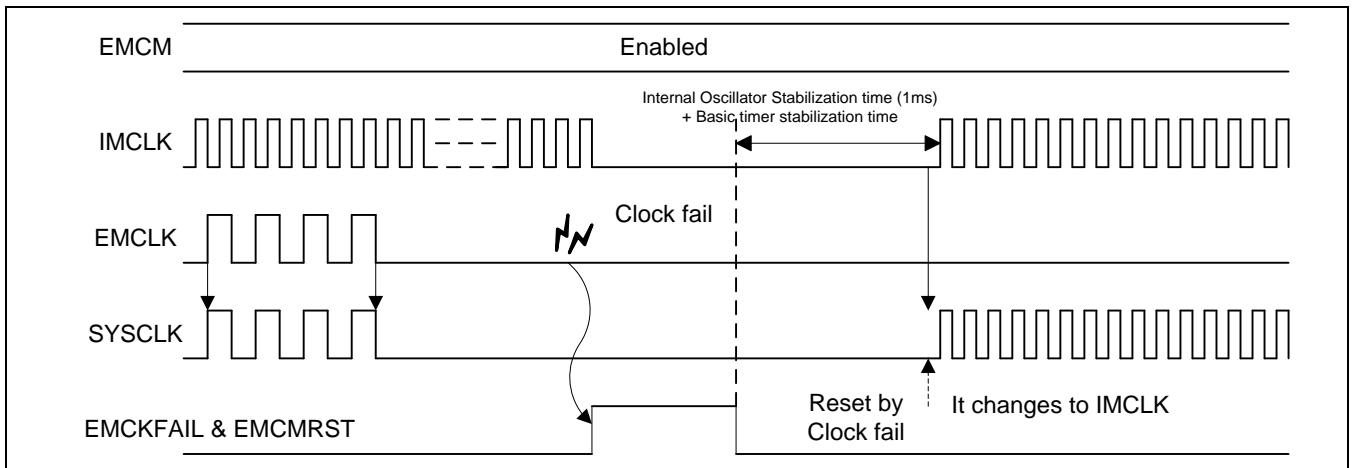 EMCM
Enabled
Internal Oscillator Stabilization time (1ms)
+ Basic timer stabilization time
IMCLK
Clock fail
EMCLK
SYSCLK
Reset by
Clock fail
It changes to IMCLK
EMCKFAIL & EMCMRST